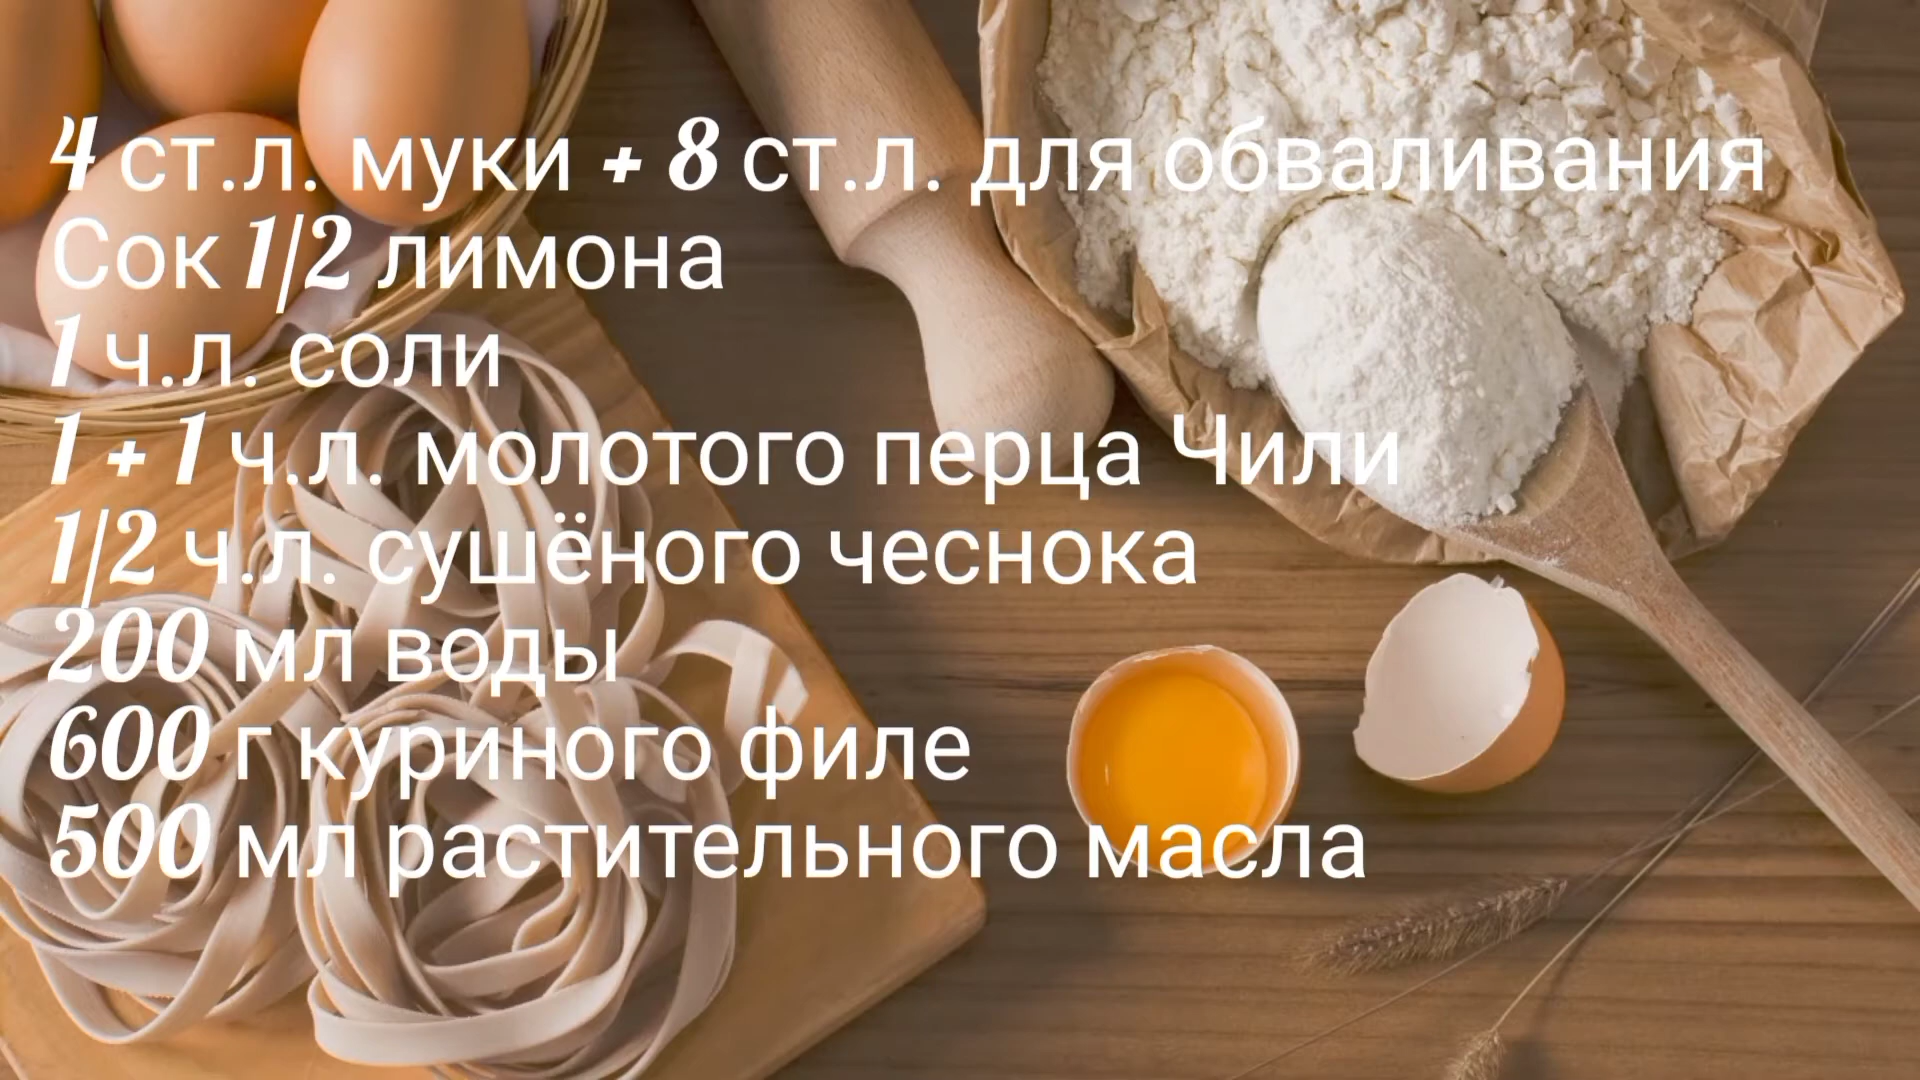 4 ст.л. муки + 8 ст.л. для обваливания
Сок 1/2 лимона
1 ч.л. соли
1 + 1 ч.л. молотого перца Чили
1/2 ч.л. сушёного чеснока
200 мл воды
600 г куриного филе
500 мл растительного масла